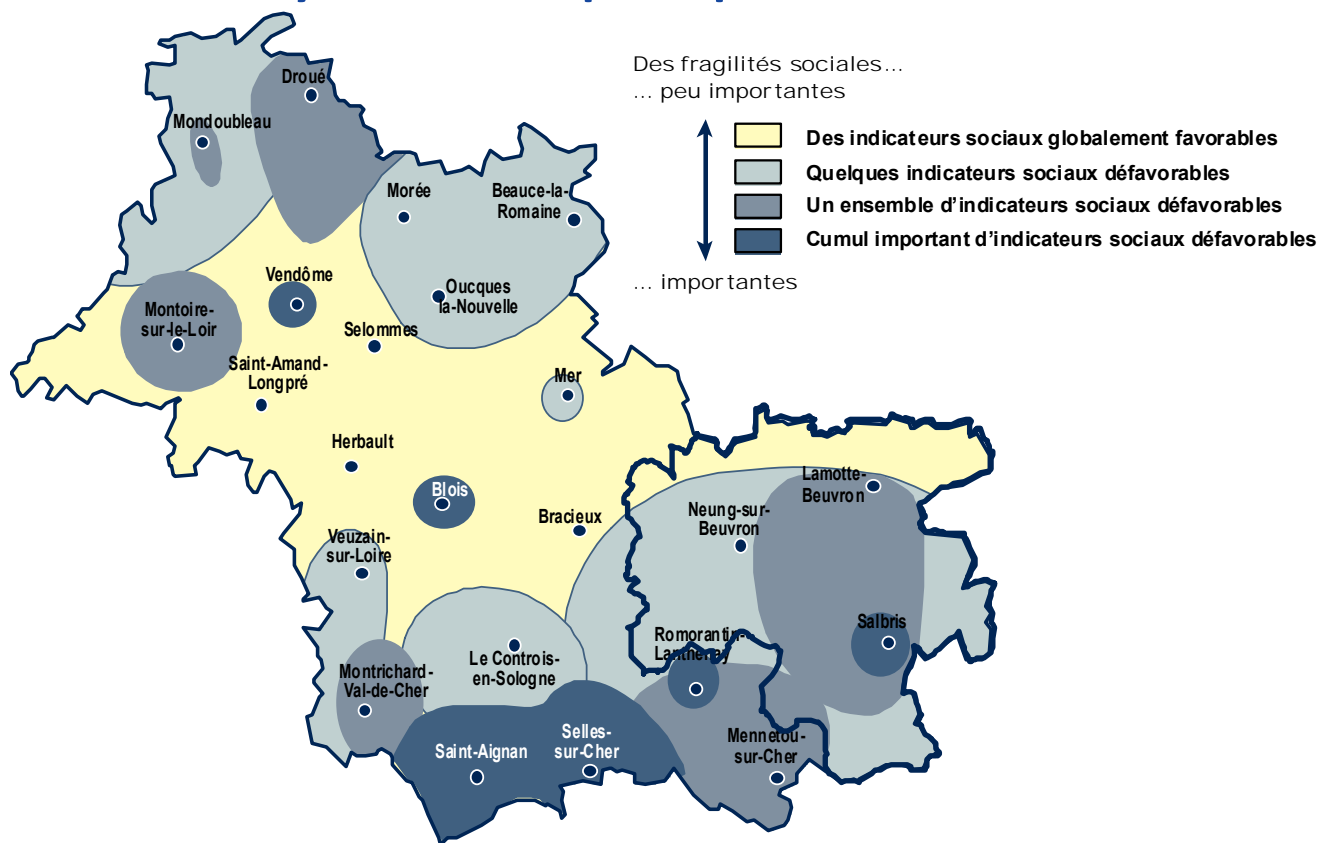 Des fragilités sociales...
... peu importantes
Des indicateurs sociaux globalement favorables
Quelques indicateurs sociaux défavorables
Un ensemble d'indicateurs sociaux défavorables
Cumul important d'indicateurs sociaux défavorables
... importantes
Droué
Mondoubleau
Morée
Beauce-la-
Romaine
Vendôme
Oucques
la-Nouvelle
Montoire-
sur-le-Loir
Selommes
Saint-Amand-
Longpré
Mer
Herbault
Blois
Bracieux
Lamotte-
Beuvron
Neung-sur-
Beuvron
Veuzain-
sur-Loire
Salbris
Romorantin-
Lanthenay
Le Controis-
en-Sologne
Montrichard-
Val-de-Cher
Selles-
sur-Cher
Saint-Aignan
Mennetou-
sur-Cher